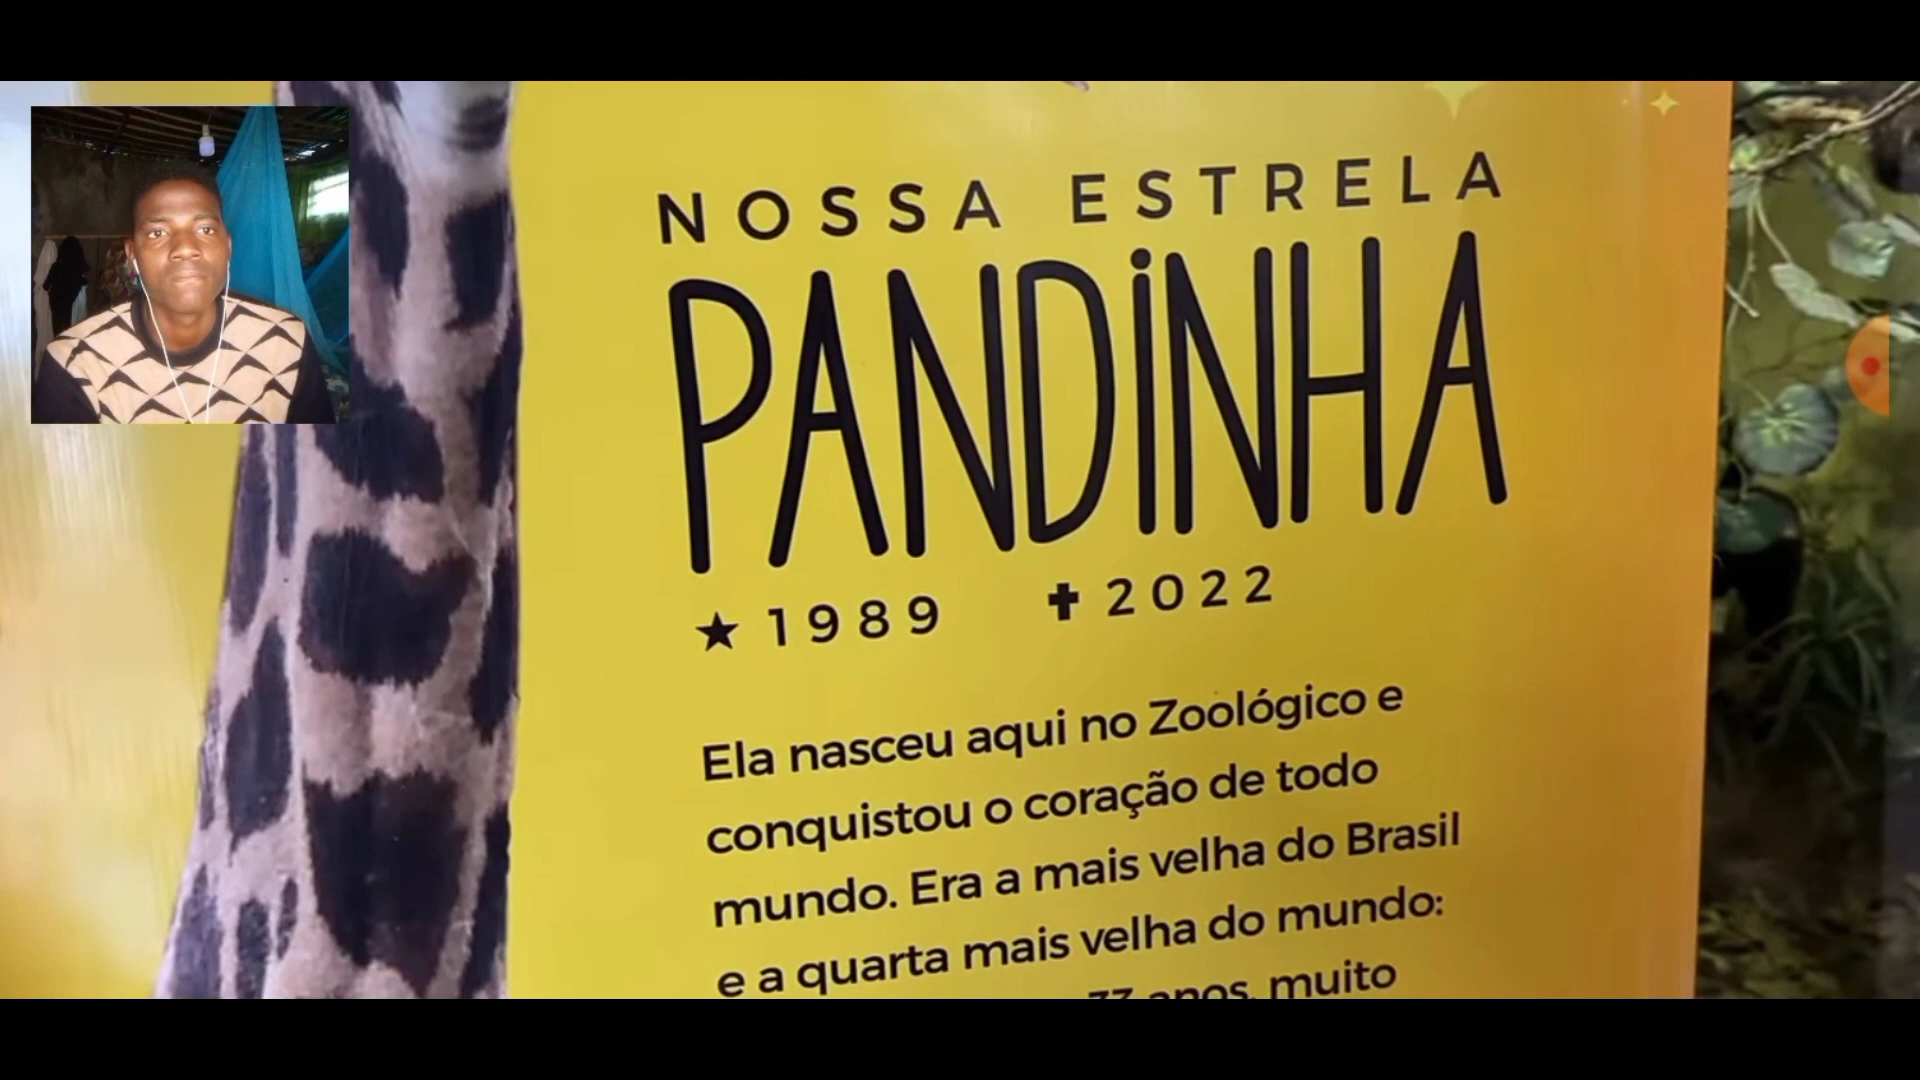 NOSSA ESTRELA
PANDiNHA
★ 1989 ✝ 2022
Ela nasceu aqui no Zoológico e
conquistou o coração de todo
mundo. Era a mais velha do Brasil
e a quarta mais velha do mundo:
anos, muito